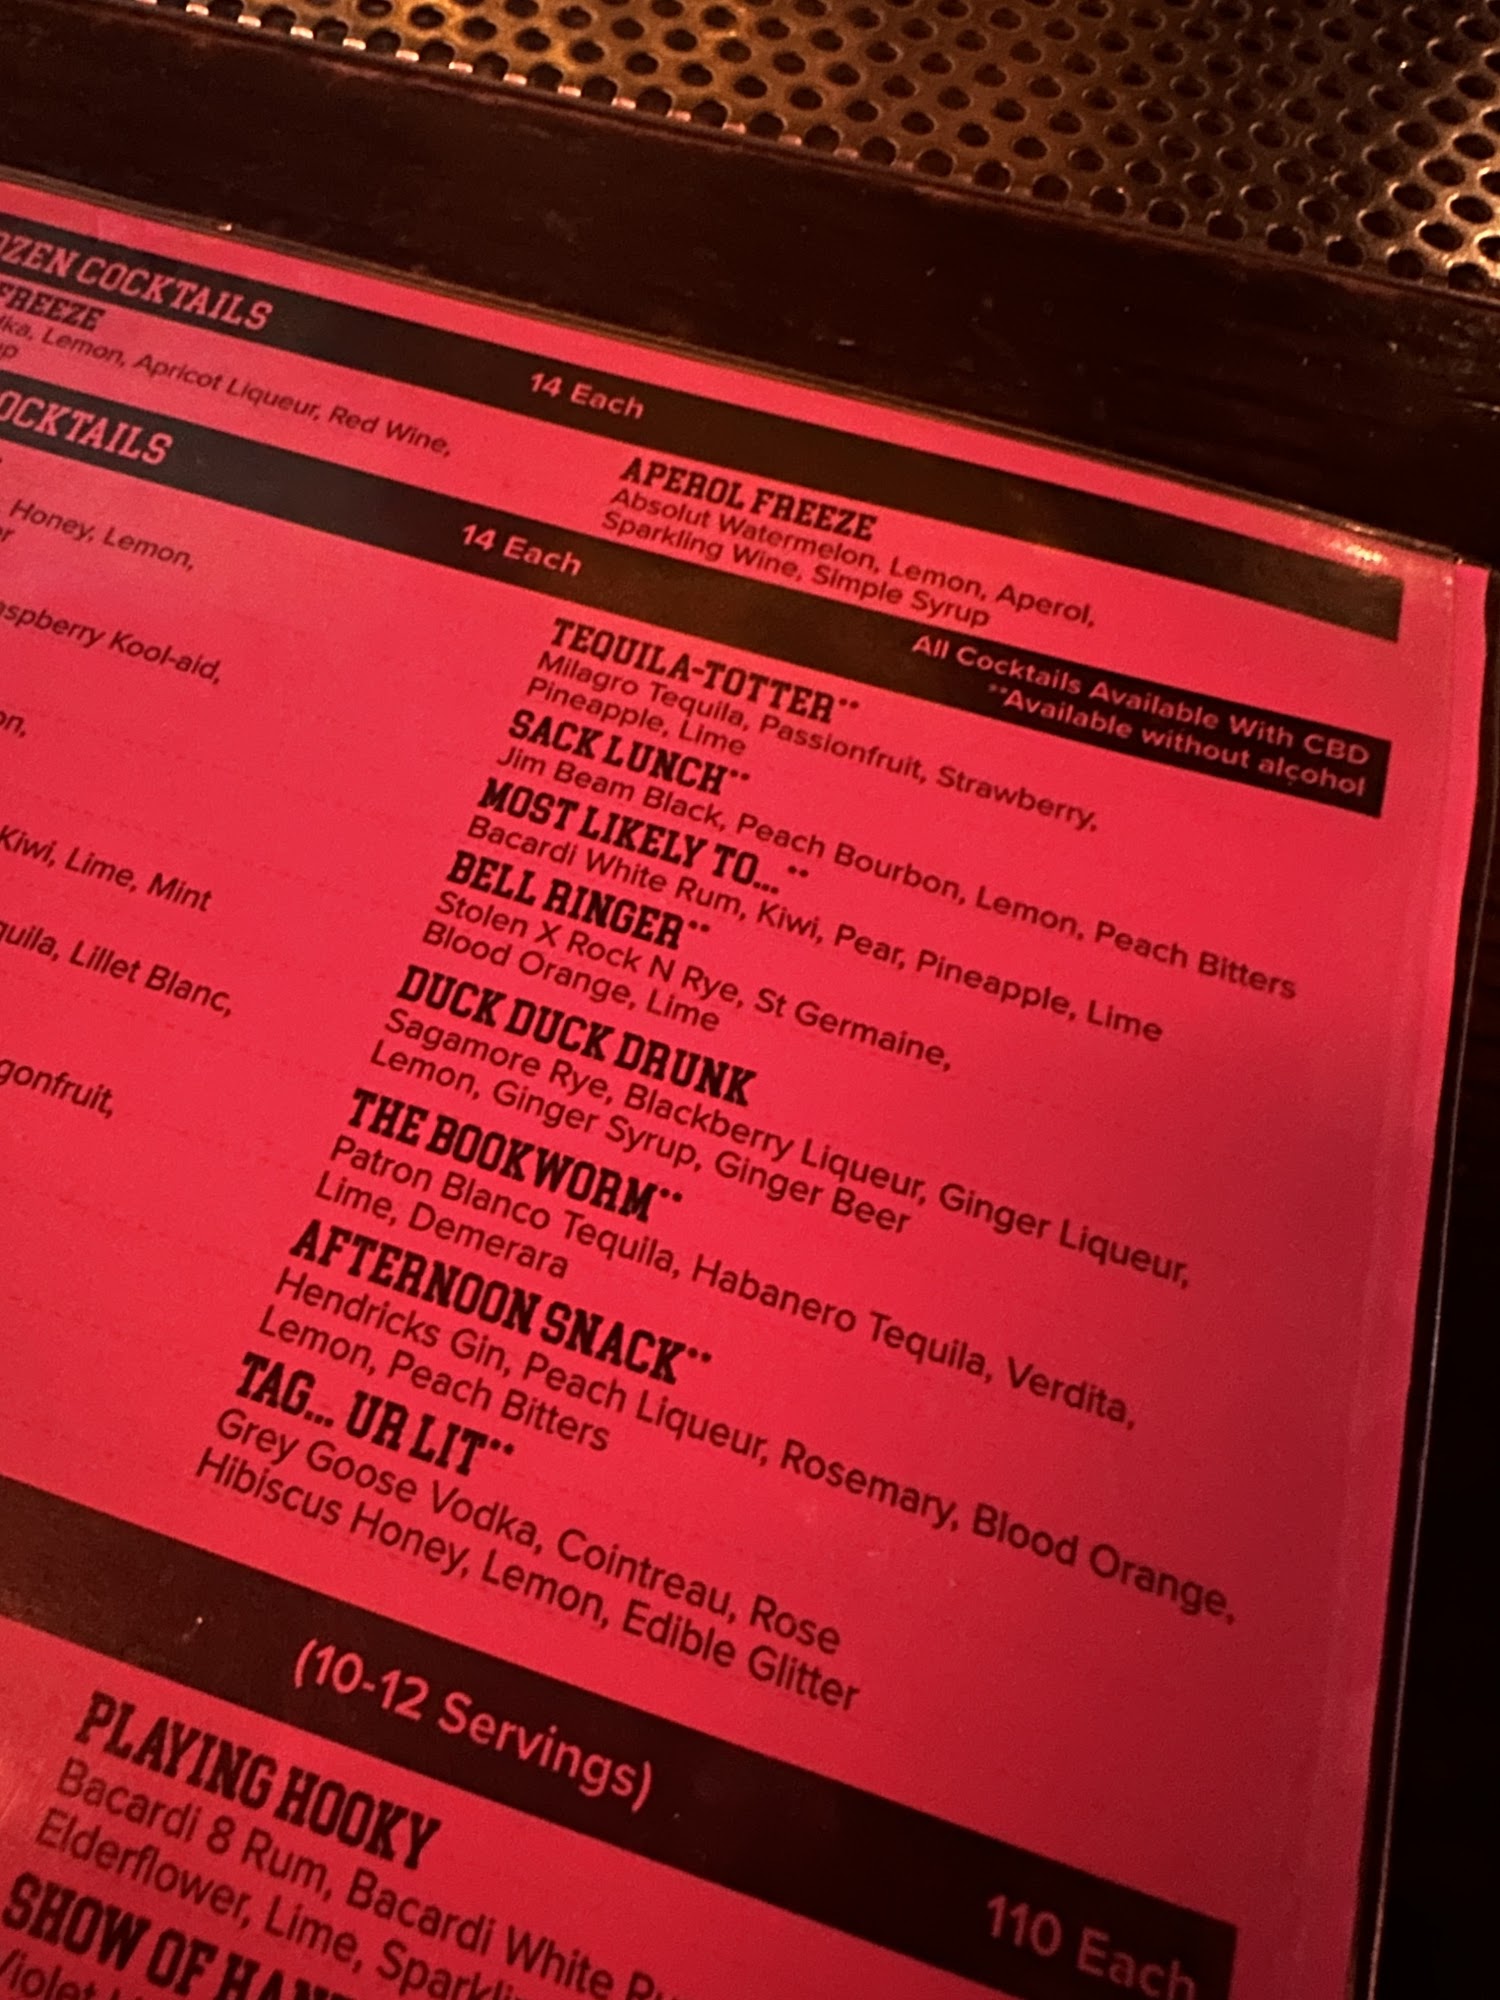 COCKTAILS
14 Each
FREEZE
Lemon, Apricot Liqueur, Red Wine,
APEROL FREEZE
Absolut Watermelon, Lemon, Aperol,
Sparkling Wine, Simple Syrup
14 Each
All Cocktails Available With CBD
**Available without alcohol
Honey, Lemon,
Kool-aid,
Kiwi, Lime, Mint
Lillet Blanc,
TEQUILA-TOTTER**
Milagro Tequila, Passionfruit, Strawberry,
Pineapple, Lime
SACK LUNCH**
Jim Beam Black, Peach Bourbon, Lemon, Peach Bitters
MOST LIKELY TO... **
Bacardi White Rum, Kiwi, Pear, Pineapple, Lime
BELL RINGER**
Stolen X Rock N Rye, St Germaine,
Blood Orange, Lime
DUCK DUCK DRUNK
Sagamore Rye, Blackberry Liqueur, Ginger Liqueur,
Lemon, Ginger Syrup, Ginger Beer
THE BOOKWORM**
Patron Blanco Tequila, Habanero Tequila, Verdita,
Lime, Demerara
AFTERNOON SNACK**
Hendricks Gin, Peach Liqueur, Rosemary, Blood Orange,
Lemon, Peach Bitters
TAG... UR LIT**
Grey Goose Vodka, Cointreau, Rose
Hibiscus Honey, Lemon, Edible Glitter
(10-12 Servings)
110 Each
PLAYING HOOKY
Bacardi 8 Rum, Bacardi White
Elderflower, Lime,
SHOW OF